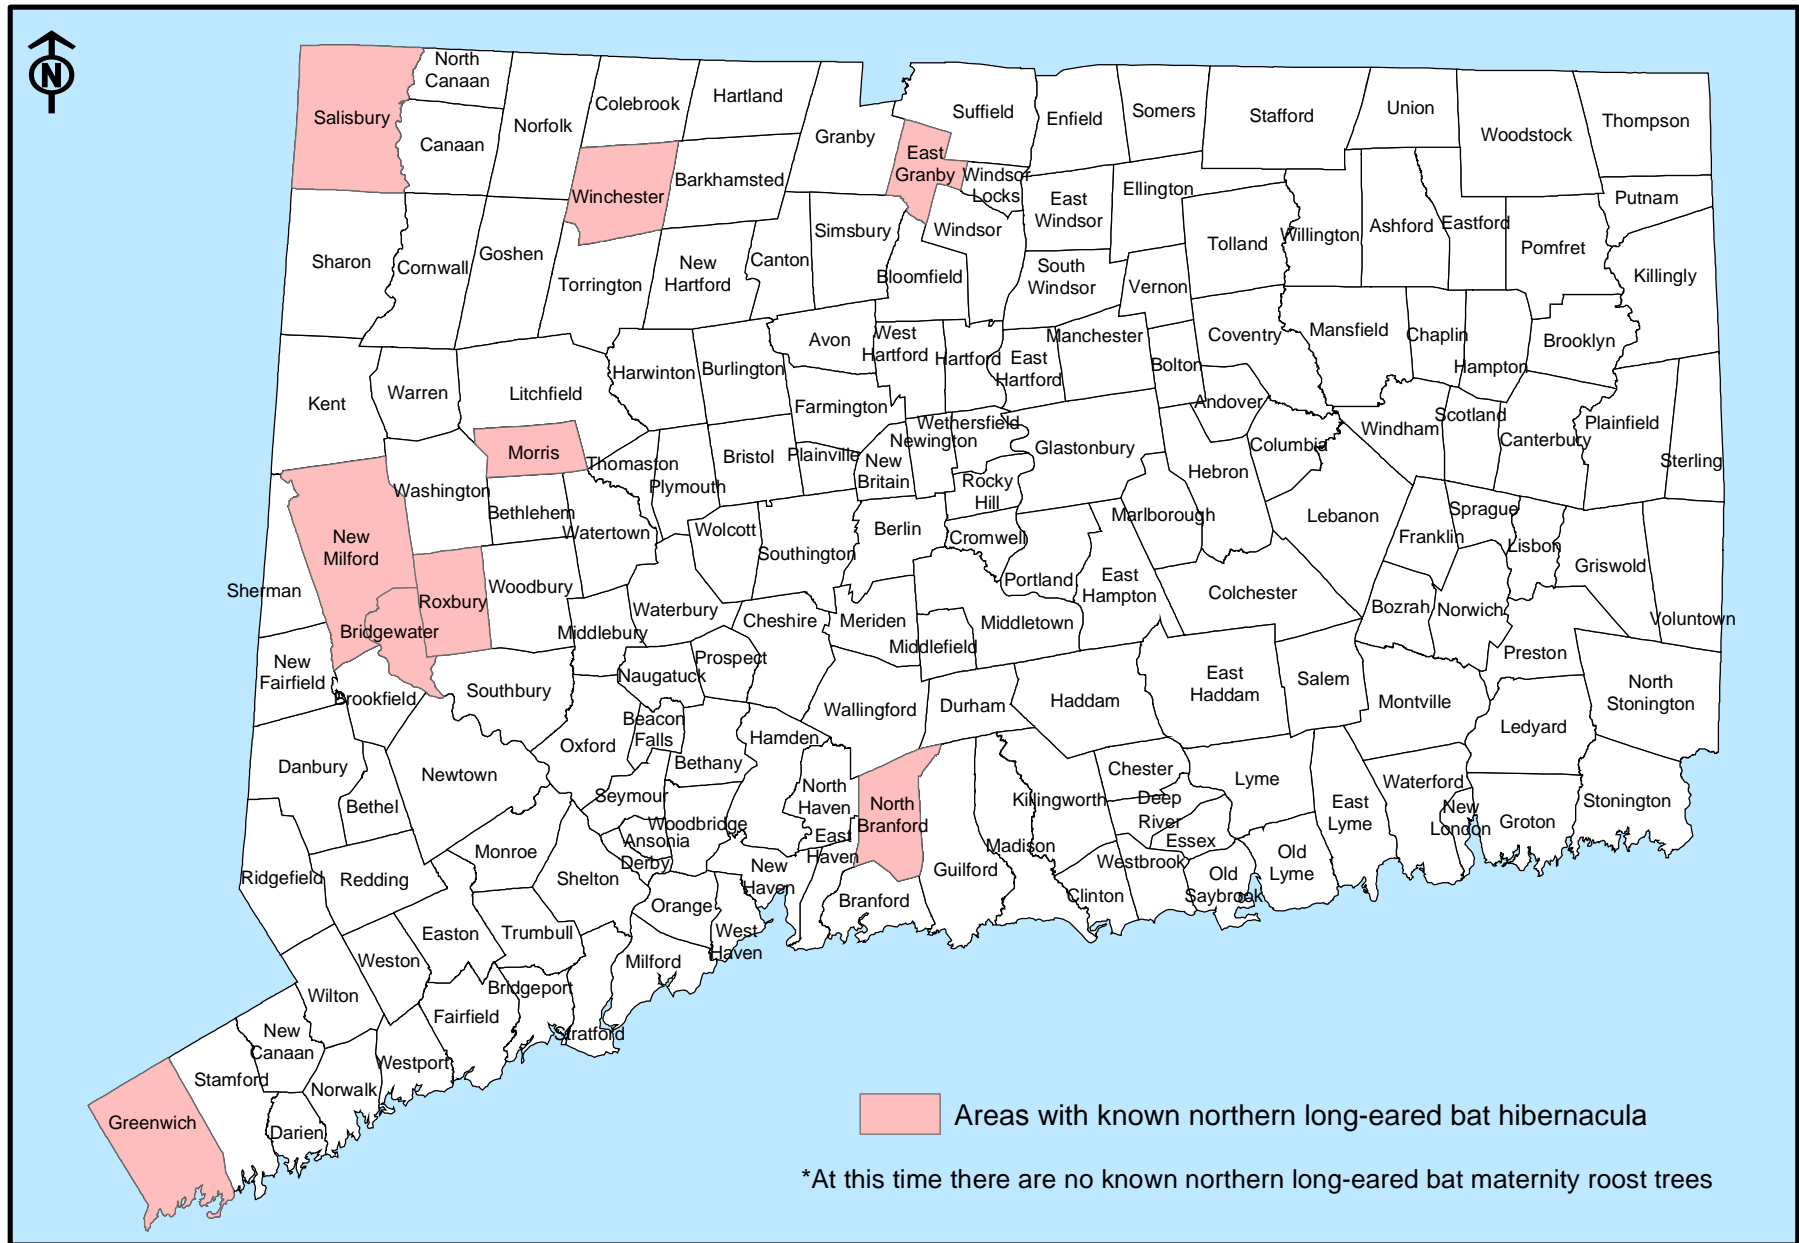 N
North
Canaan
Salisbury
Canaan
Norfolk
Colebrook
Hartland
Granby
Suffield
Enfield
Somers
Stafford
Union
Woodstock
Thompson
East
Granby
Windsor
Locks
Winchester
Barkhamsted
East
Windsor
Ellington
Putnam
Sharon
Cornwall
Goshen
Torrington
New
Hartford
Canton
Simsbury
Bloomfield
Windsor
South
Windsor
Vernon
Tolland
Willington
Ashford
Eastford
Pomfret
Killingly
Kent
Warren
Litchfield
Harwinton
Burlington
Avon
West
Hartford
Hartford
East
Hartford
Manchester
Bolton
Coventry
Mansfield
Chaplin
Hampton
Brooklyn
Farmington
Andover
Morris
Thomaston
Plymouth
Bristol
Plainville
New
Britain
Newington
Wethersfield
Rocky
Hill
Glastonbury
Hebron
Columbia
Windham
Scotland
Canterbury
Plainfield
Sterling
Washington
Bethlehem
Watertown
Wolcott
Southington
Berlin
Cromwell
Marlborough
Lebanon
Franklin
Sprague
Lisbon
Griswold
Voluntown
New
Milford
Sherman
Bridgewater
Roxbury
Woodbury
Middlebury
Waterbury
Cheshire
Meriden
Middlefield
Middletown
Portland
East
Hampton
Colchester
Bozrah
Norwich
Preston
New
Fairfield
Brookfield
Southbury
Naugatuck
Prospect
Wallingford
Durham
Haddam
East
Haddam
Salem
Montville
Ledyard
North
Stonington
Danbury
Bethel
Newtown
Oxford
Beacon
Falls
Bethany
Hamden
North
Haven
North
Branford
Killingworth
Chester
Deep
River
Essex
Lyme
East
Lyme
Waterford
New
London
Groton
Stonington
Seymour
Woodbridge
Ansonia
Derby
East
Haven
New
Haven
Guilford
Madison
Westbrook
Clinton
Old
Saybrook
Old
Lyme
Ridgefield
Redding
Monroe
Shelton
Orange
West
Haven
Branford
Easton
Trumbull
Milford
Weston
Wilton
Bridgeport
Fairfield
Stratford
New
Canaan
Westport
Stamford
Norwalk
Greenwich
Darien
Areas with known northern long-eared bat hibernacula
*At this time there are no known northern long-eared bat maternity roost trees